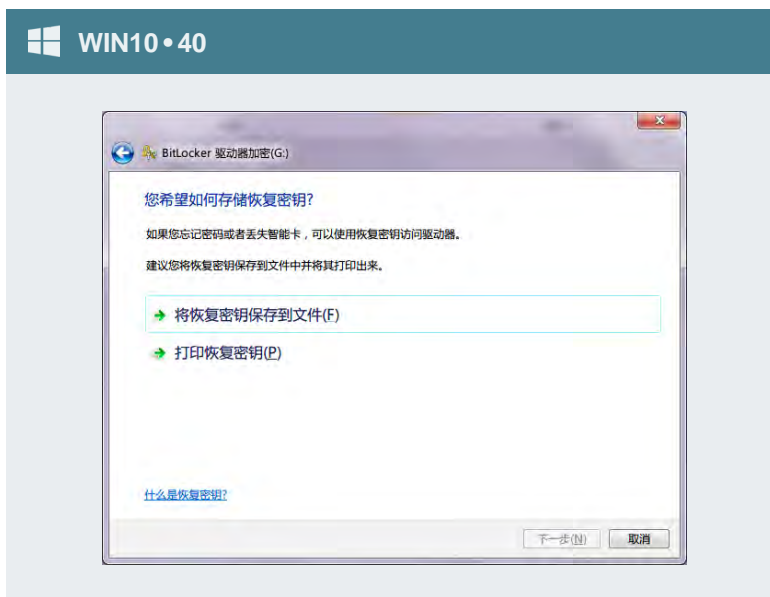 WIN10•40
BitLocker 驱动器加密(G:)
您希望如何存储恢复密钥?
如果您忘记密码或者丢失智能卡，可以使用恢复密钥访问驱动器。
建议您将恢复密钥保存到文件中并将其打印出来。
将恢复密钥保存到文件(F)
打印恢复密钥(P)
什么是恢复密钥?
下一步(N) 取消